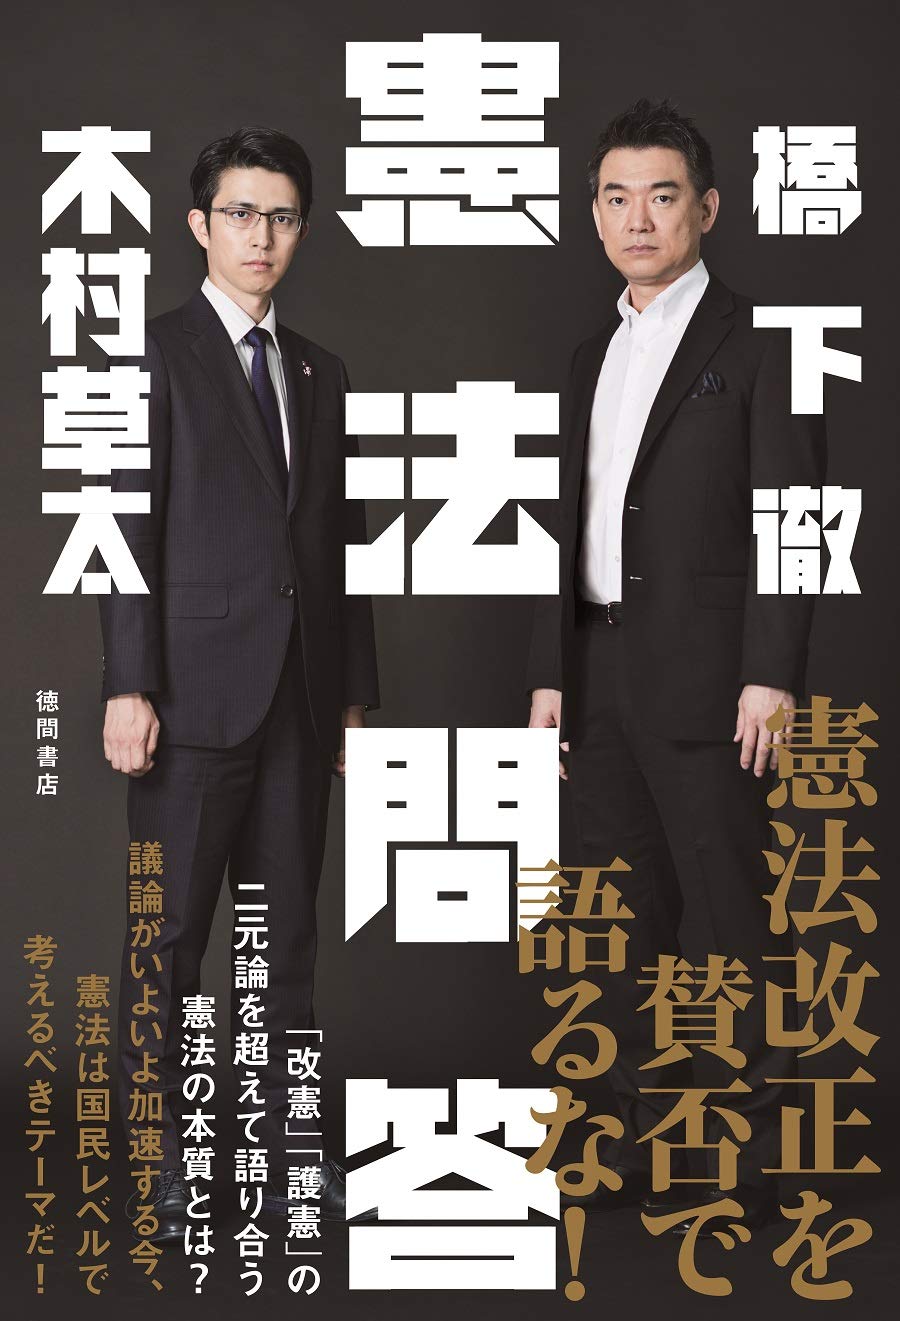 憲法問答
橋下徹
木村草太
憲法改正を
賛否で
語るな！
「改憲」「護憲」の
二元論を超えて語り合う
憲法の本質とは？
議論がいよいよ加速する今、
憲法は国民レベルで
考えるべきテーマだ！
徳間書店